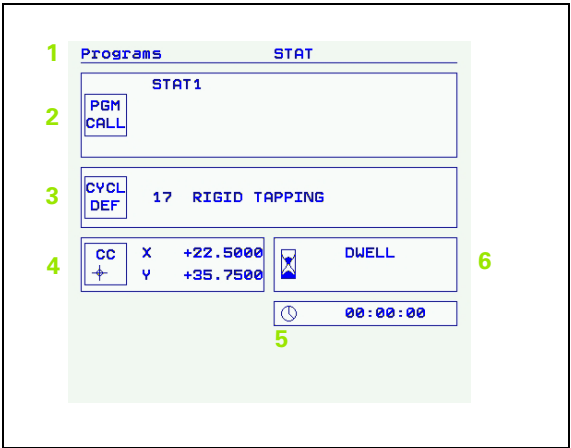 1 Programs STAT
STAT1
2 PGM CALL
3 CYCL DEF 17 RIGID TAPPING
4 CC X +22.5000
Y +35.7500
DWELL 6
00:00:00
5